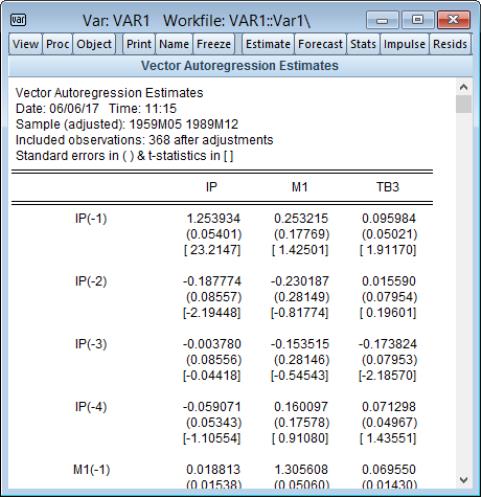 var Var: VAR1 Workfile: VAR1::Var1\
View Proc Object Print Name Freeze Estimate Forecast Stats Impulse Resids
Vector Autoregression Estimates
Vector Autoregression Estimates
Date: 06/06/17 Time: 11:15
Sample (adjusted): 1959M05 1989M12
Included observations: 368 after adjustments
Standard errors in ( ) & t-statistics in [ ]
IP M1 TB3
IP(-1) 1.253934 0.253215 0.095984
(0.05401) (0.17769) (0.05021)
[ 23.2147] [ 1.42501] [ 1.91170]
IP(-2) -0.187774 -0.230187 0.015590
(0.08557) (0.28149) (0.07954)
[-2.19448] [-0.81774] [ 0.19601]
IP(-3) -0.003780 -0.153515 -0.173824
(0.08556) (0.28146) (0.07953)
[-0.04418] [-0.54543] [-2.18570]
IP(-4) -0.059071 0.160097 0.071298
(0.05343) (0.17578) (0.04967)
[-1.10554] [ 0.91080] [ 1.43551]
M1(-1) 0.018813 1.305608 0.069550
(0.01538) (0.05060) (0.01430)